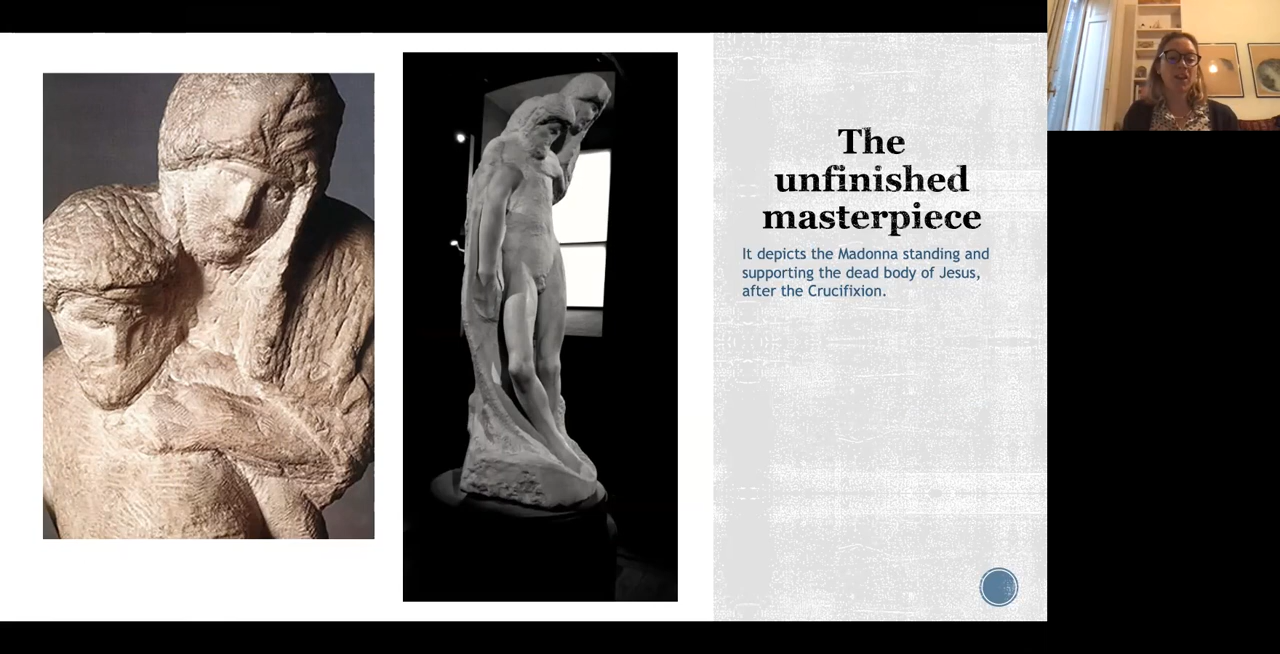 The
unfinished
masterpiece
It depicts the Madonna standing and
supporting the dead body of Jesus,
after the Crucifixion.